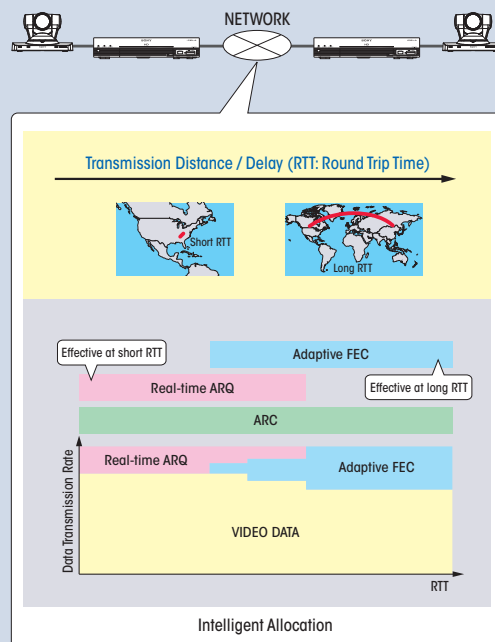 NETWORK
SONY
SONY
Transmission Distance / Delay (RTT: Round Trip Time)
Short RTT
Long RTT
Adaptive FEC
Effective at short RTT
Effective at long RTT
Real-time ARQ
ARC
Real-time ARQ
Adaptive FEC
VIDEO DATA
Data Transmission Rate
RTT
Intelligent Allocation